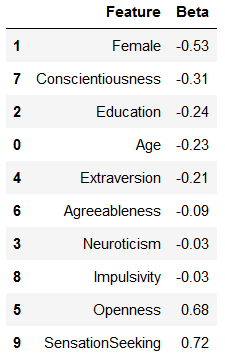 Feature Beta
1 Female -0.53
7 Conscientiousness -0.31
2 Education -0.24
0 Age -0.23
4 Extraversion -0.21
6 Agreeableness -0.09
3 Neuroticism -0.03
8 Impulsivity -0.03
5 Openness 0.68
9 SensationSeeking 0.72